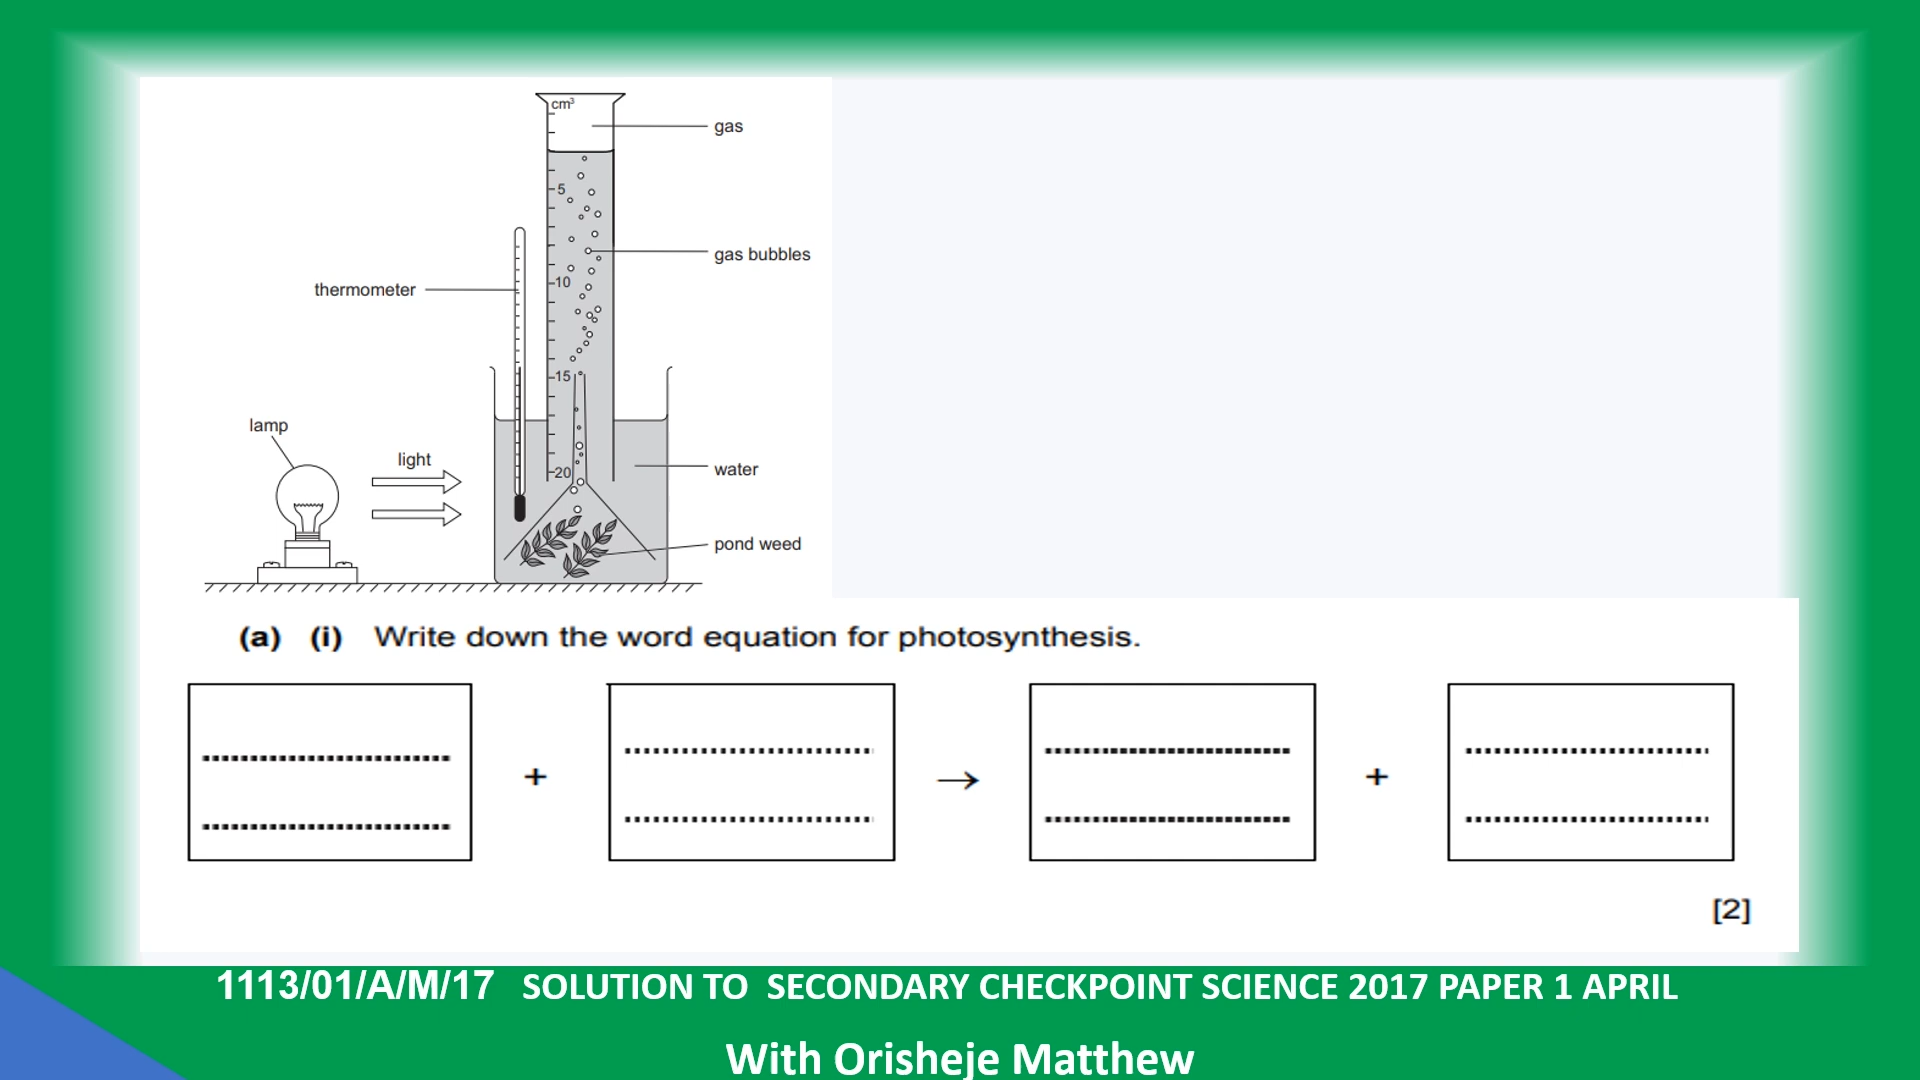 cm³
gas
5
gas bubbles
10
thermometer
15
lamp
light
water
20
pond weed
(a) (i) Write down the word equation for photosynthesis.
+ → +
[2]
1113/01/A/M/17 SOLUTION TO SECONDARY CHECKPOINT SCIENCE 2017 PAPER 1 APRIL
With Orisheje Matthew